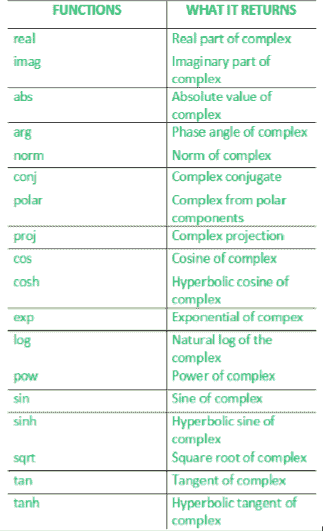 FUNCTIONS WHAT IT RETURNS
real Real part of complex
imag Imaginary part of
complex
abs Absolute value of
complex
arg Phase angle of complex
norm Norm of complex
conj Complex conjugate
polar Complex from polar
components
proj Complex projection
cos Cosine of complex
cosh Hyperbolic cosine of
complex
exp Exponential of compex
log Natural log of the
complex
pow Power of complex
sin Sine of complex
sinh Hyperbolic sine of
complex
sqrt Square root of complex
tan Tangent of complex
tanh Hyperbolic tangent of
complex